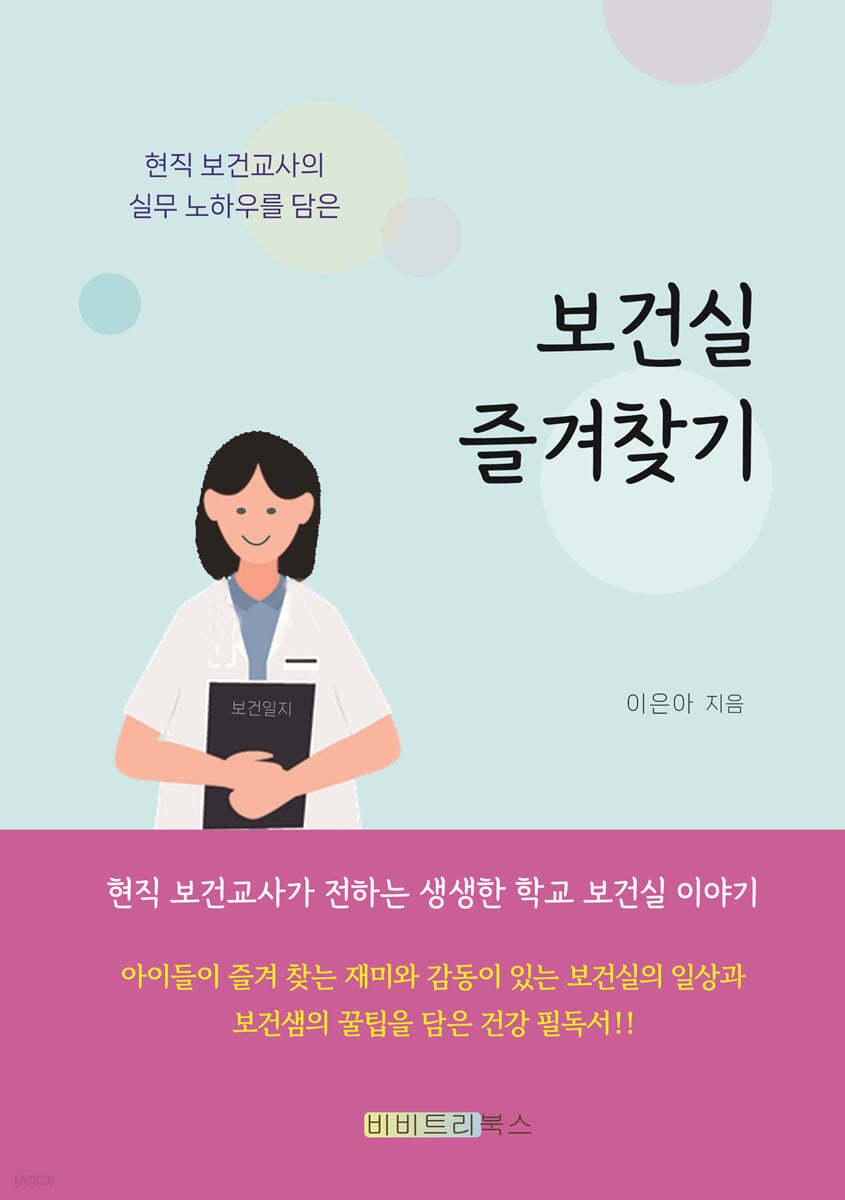 현직 보건교사의
실무 노하우를 담은
보건실
즐겨찾기
이은아 지음
보건일지
현직 보건교사가 전하는 생생한 학교 보건실 이야기
아이들이 즐겨 찾는 재미와 감동이 있는 보건실의 일상과
보건샘의 꿀팁을 담은 건강 필독서!!
비비트리북스
yes24